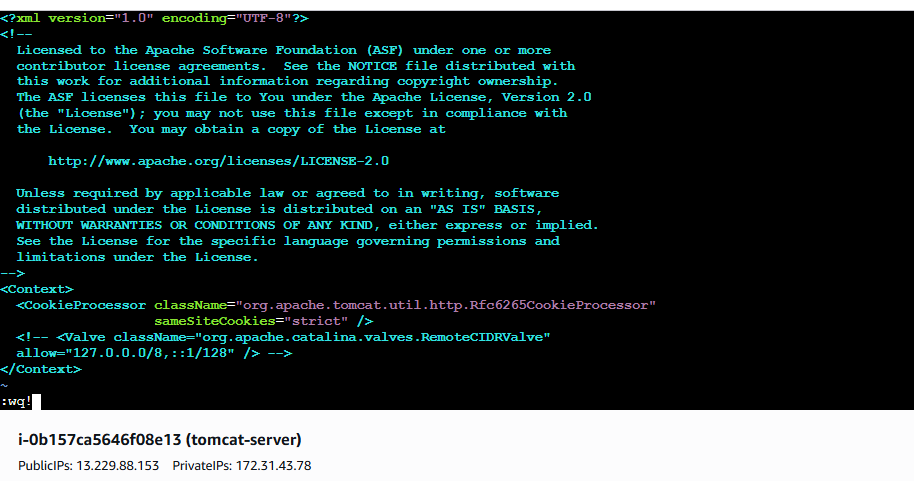 <?xml version="1.0" encoding="UTF-8"?>
<!--
  Licensed to the Apache Software Foundation (ASF) under one or more
  contributor license agreements.  See the NOTICE file distributed with
  this work for additional information regarding copyright ownership.
  The ASF licenses this file to You under the Apache License, Version 2.0
  (the "License"); you may not use this file except in compliance with
  the License.  You may obtain a copy of the License at

      http://www.apache.org/licenses/LICENSE-2.0

  Unless required by applicable law or agreed to in writing, software
  distributed under the License is distributed on an "AS IS" BASIS,
  WITHOUT WARRANTIES OR CONDITIONS OF ANY KIND, either express or implied.
  See the License for the specific language governing permissions and
  limitations under the License.
-->
<Context>
  <CookieProcessor className="org.apache.tomcat.util.http.Rfc6265CookieProcessor"
                   sameSiteCookies="strict" />
  <!-- <Valve className="org.apache.catalina.valves.RemoteCIDRValve"
  allow="127.0.0.0/8,::1/128" /> -->
</Context>
~
:wq!
i-0b157ca5646f08e13 (tomcat-server)
PublicIPs: 13.229.88.153    PrivateIPs: 172.31.43.78